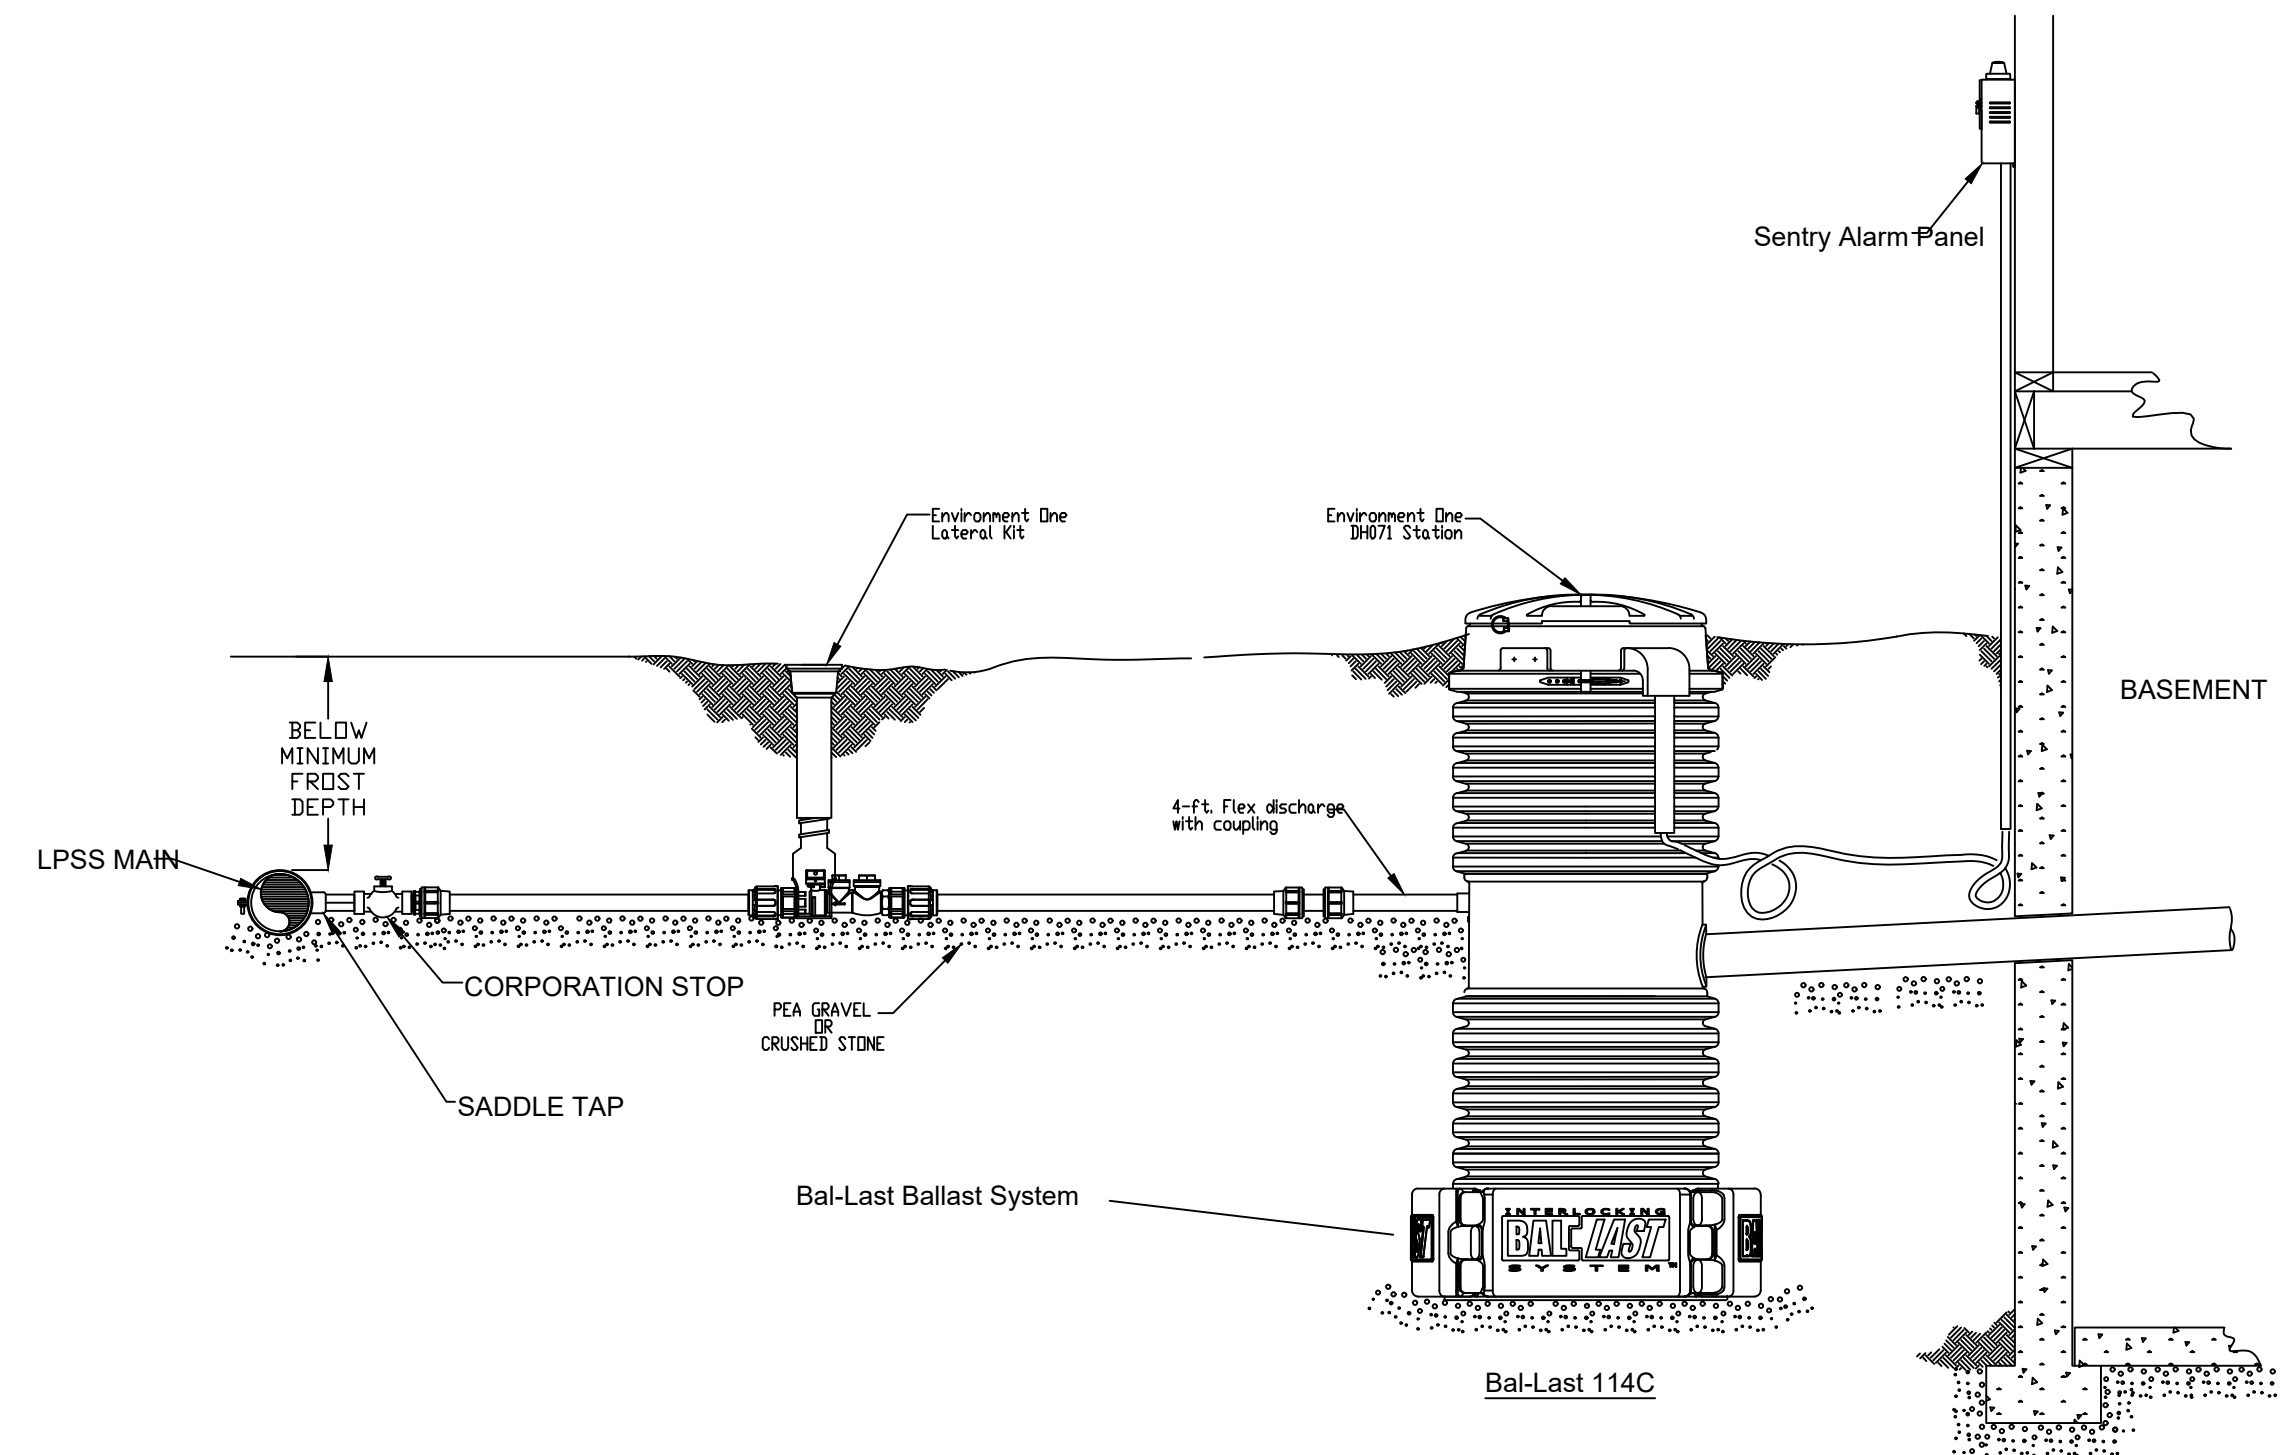 Sentry Alarm Panel
Environment One
Lateral Kit
Environment One
DH071 Station
BASEMENT
BELOW
MINIMUM
FROST
DEPTH
4-ft. Flex discharge
with coupling
LPSS MAIN
CORPORATION STOP
PEA GRAVEL
OR
CRUSHED STONE
SADDLE TAP
Bal-Last Ballast System
INTERLOCKING
BAL-LAST
SYSTEM™
Bal-Last 114C